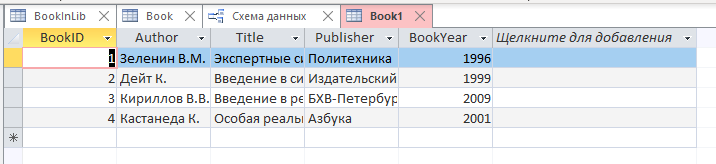 BookInLib Book Схема данных Book1
BookID Author Title Publisher BookYear Щелкните для добавления
1 Зеленин В.М. Экспертные си Политехника 1996
2 Дейт К. Введение в си Издательский 1999
3 Кириллов В.В. Введение в ре БХВ-Петербур 2009
4 Кастанеда К. Особая реаль Азбука 2001